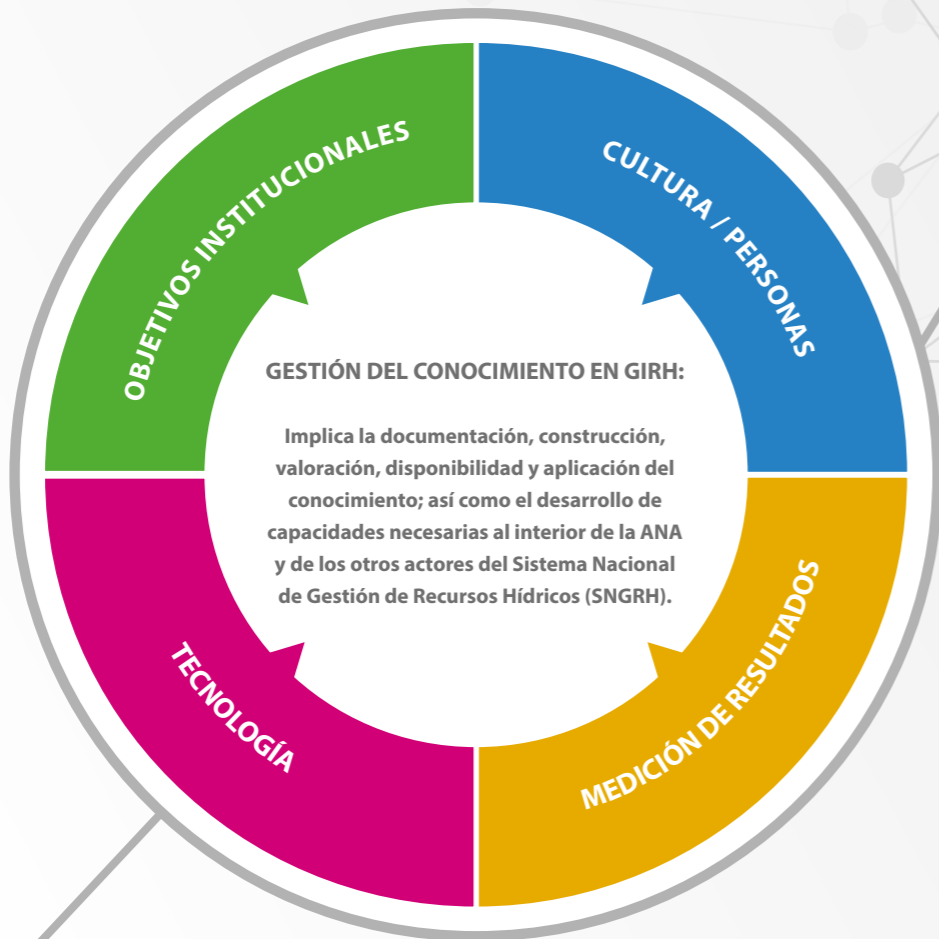 OBJETIVOS INSTITUCIONALES
CULTURA / PERSONAS
GESTIÓN DEL CONOCIMIENTO EN GIRH:
Implica la documentación, construcción,
valoración, disponibilidad y aplicación del
conocimiento; así como el desarrollo de
capacidades necesarias al interior de la ANA
y de los otros actores del Sistema Nacional
de Gestión de Recursos Hídricos (SNGRH).
TECNOLOGÍA
MEDICIÓN DE RESULTADOS